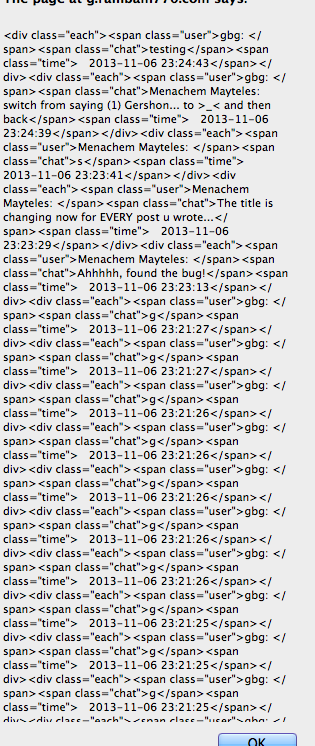 The page at g.rambam770.com says:
<div class="each"><span class="user">gbg: </
span><span class="chat">testing</span><span
class="time">   2013-11-06 23:24:43</span></
div><div class="each"><span class="user">gbg: </
span><span class="chat">Menachem Mayteles:
switch from saying (1) Gershon... to >_< and then
back</span><span class="time">   2013-11-06
23:24:39</span></div><div class="each"><span
class="user">Menachem Mayteles: </span><span
class="chat">s</span><span class="time">
2013-11-06 23:23:41</span></div><div
class="each"><span class="user">Menachem
Mayteles: </span><span class="chat">The title is
changing now for EVERY post u wrote...</
span><span class="time">   2013-11-06
23:23:29</span></div><div class="each"><span
class="user">Menachem Mayteles: </span><span
class="chat">Ahhhhh, found the bug!</span><span
class="time">   2013-11-06 23:23:13</span></
div><div class="each"><span class="user">gbg: </
span><span class="chat">g</span><span
class="time">   2013-11-06 23:21:27</span></
div><div class="each"><span class="user">gbg: </
span><span class="chat">g</span><span
class="time">   2013-11-06 23:21:27</span></
div><div class="each"><span class="user">gbg: </
span><span class="chat">g</span><span
class="time">   2013-11-06 23:21:26</span></
div><div class="each"><span class="user">gbg: </
span><span class="chat">g</span><span
class="time">   2013-11-06 23:21:26</span></
div><div class="each"><span class="user">gbg: </
span><span class="chat">g</span><span
class="time">   2013-11-06 23:21:26</span></
div><div class="each"><span class="user">gbg: </
span><span class="chat">g</span><span
class="time">   2013-11-06 23:21:26</span></
div><div class="each"><span class="user">gbg: </
span><span class="chat">g</span><span
class="time">   2013-11-06 23:21:26</span></
div><div class="each"><span class="user">gbg: </
span><span class="chat">g</span><span
class="time">   2013-11-06 23:21:25</span></
div><div class="each"><span class="user">gbg: </
span><span class="chat">g</span><span
class="time">   2013-11-06 23:21:25</span></
div><div class="each"><span class="user">gbg: </
span><span class="chat">g</span><span
class="time">   2013-11-06 23:21:25</span></
div><div class="each"><span class="user">gbg: </
OK